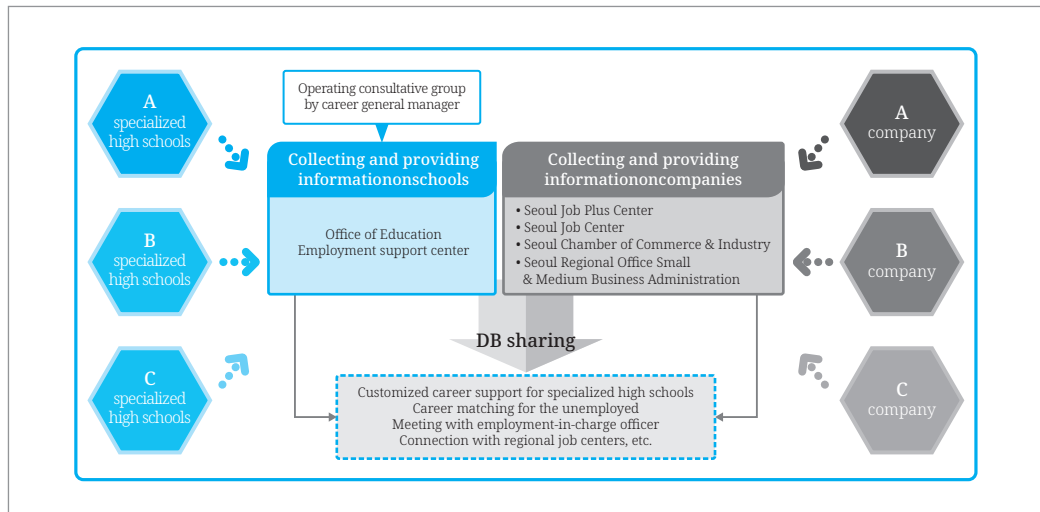 A
specialized
high schools
B
specialized
high schools
C
specialized
high schools
Operating consultative group
by career general manager
Collecting and providing
informationonschools
Office of Education
Employment support center
Collecting and providing
informationoncompanies
• Seoul Job Plus Center
• Seoul Job Center
• Seoul Chamber of Commerce & Industry
• Seoul Regional Office Small
& Medium Business Administration
DB sharing
Customized career support for specialized high schools
Career matching for the unemployed
Meeting with employment-in-charge officer
Connection with regional job centers, etc.
A
company
B
company
C
company